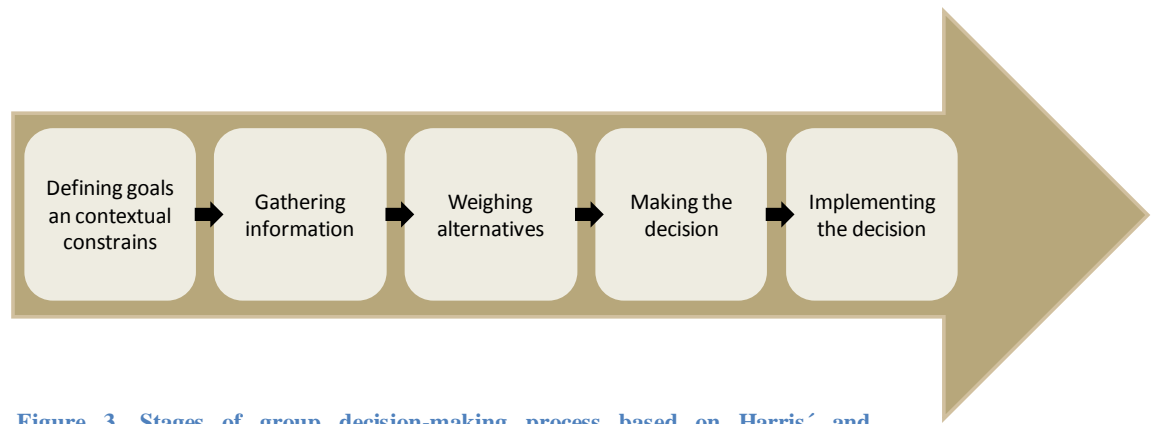 Defining goals
an contextual
constrains
Gathering
information
Weighing
alternatives
Making the
decision
Implementing
the decision
Figure 3. Stages of group decision-making process based on Harris´ and